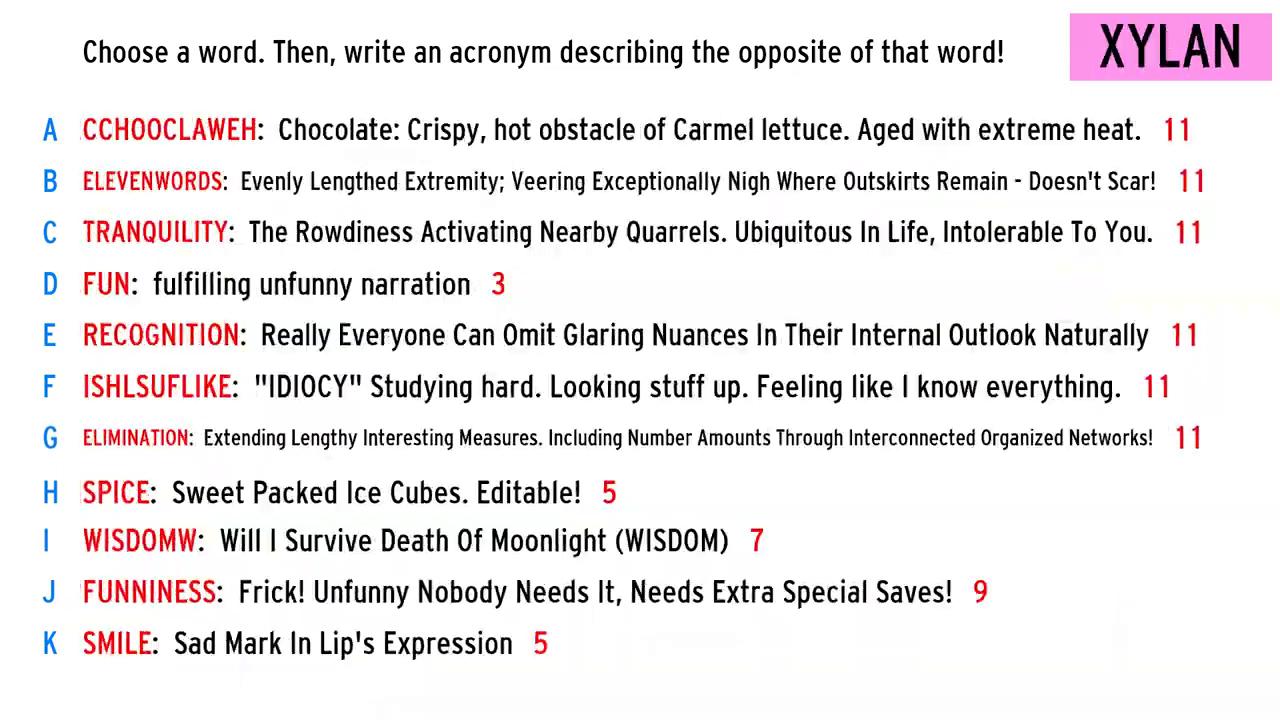 Choose a word. Then, write an acronym describing the opposite of that word!
XYLAN
A CCHOOCLAWEH: Chocolate: Crispy, hot obstacle of Carmel lettuce. Aged with extreme heat. 11
B ELEVENWORDS: Evenly Lengthed Extremity; Veering Exceptionally Nigh Where Outskirts Remain - Doesn't Scar! 11
C TRANQUILITY: The Rowdiness Activating Nearby Quarrels. Ubiquitous In Life, Intolerable To You. 11
D FUN: fulfilling unfunny narration 3
E RECOGNITION: Really Everyone Can Omit Glaring Nuances In Their Internal Outlook Naturally 11
F ISHLSUFLIKE: "IDIOCY" Studying hard. Looking stuff up. Feeling like I know everything. 11
G ELIMINATION: Extending Lengthy Interesting Measures. Including Number Amounts Through Interconnected Organized Networks! 11
H SPICE: Sweet Packed Ice Cubes. Editable! 5
I WISDOMW: Will I Survive Death Of Moonlight (WISDOM) 7
J FUNNINESS: Frick! Unfunny Nobody Needs It, Needs Extra Special Saves! 9
K SMILE: Sad Mark In Lip's Expression 5